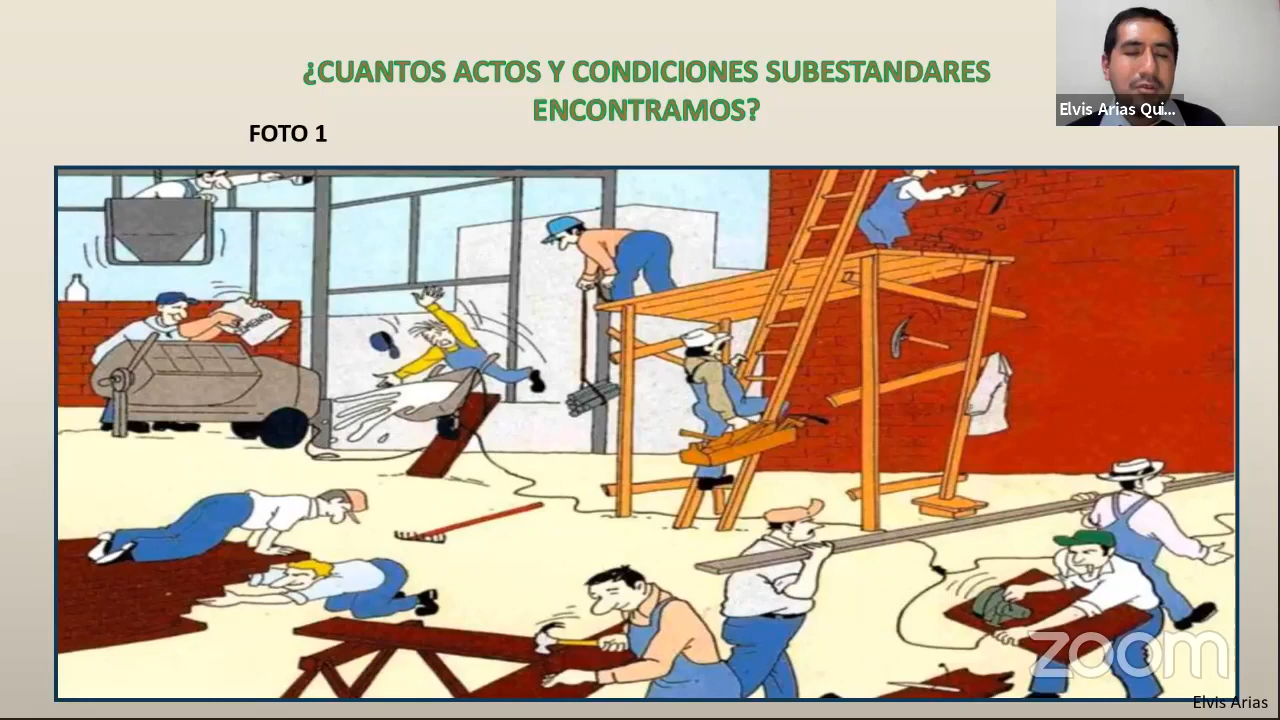 ¿CUANTOS ACTOS Y CONDICIONES SUBESTANDARES
ENCONTRAMOS?
FOTO 1
Elvis Arias Qui...
zoom
Elvis Arias